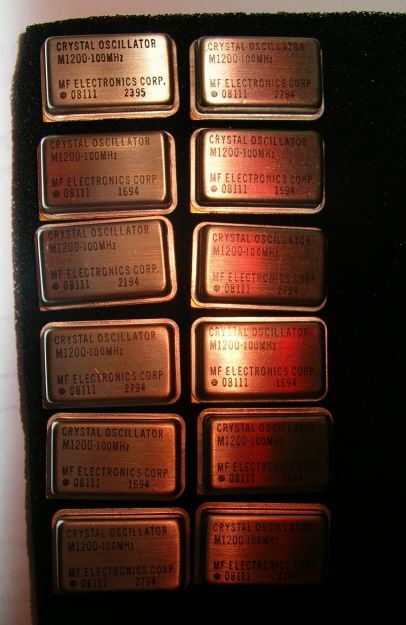 CRYSTAL OSCILLATOR
M1200-100MHz
MF ELECTRONICS CORP.
08111 2395
CRYSTAL OSCILLATOR
M1200-100MHz
MF ELECTRONICS CORP.
08111 2794
CRYSTAL OSCILLATOR
M1200-100MHz
MF ELECTRONICS CORP.
08111 1694
CRYSTAL OSCILLATOR
M1200-100MHz
MF ELECTRONICS CORP.
08111 1694
CRYSTAL OSCILLATOR
M1200-100MHz
MF ELECTRONICS CORP.
08111 2194
CRYSTAL OSCILLATOR
M1200-100MHz
MF ELECTRONICS CORP.
08111 2794
CRYSTAL OSCILLATOR
M1200-100MHz
MF ELECTRONICS CORP.
08111 2794
CRYSTAL OSCILLATOR
M1200-100MHz
MF ELECTRONICS CORP.
08111 1694
CRYSTAL OSCILLATOR
M1200-100MHz
MF ELECTRONICS CORP.
08111 1694
CRYSTAL OSCILLATOR
M1200-100MHz
MF ELECTRONICS CORP.
08111 1694
CRYSTAL OSCILLATOR
M1200-100MHz
MF ELECTRONICS CORP.
08111 2794
CRYSTAL OSCILLATOR
M1200-100MHz
MF ELECTRONICS CORP.
08111 2794